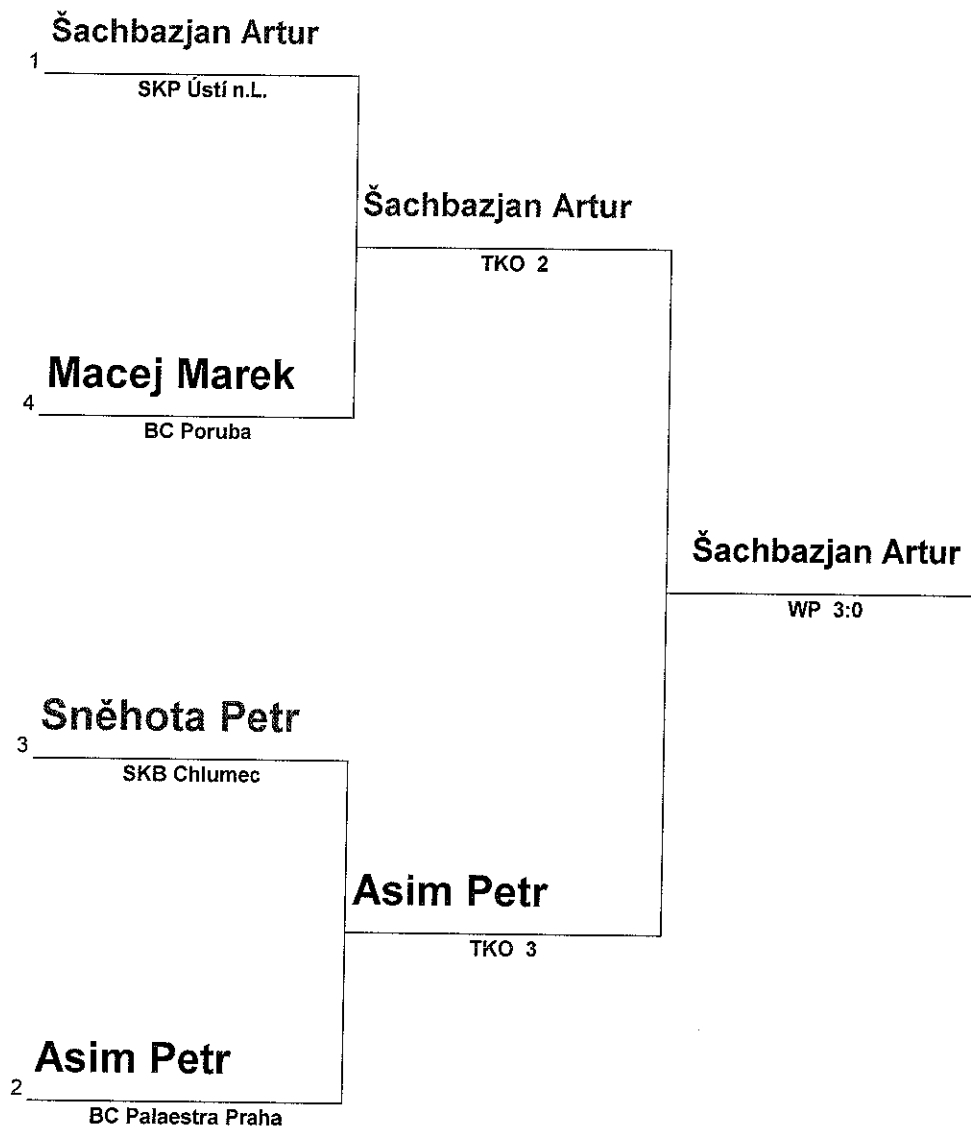 Šachbazjan Artur
1
SKP Ústí n.L.
Šachbazjan Artur
TKO 2
Macej Marek
4
BC Poruba
Šachbazjan Artur
WP 3:0
Sněhota Petr
3
SKB Chlumec
Asim Petr
TKO 3
Asim Petr
2
BC Palaestra Praha